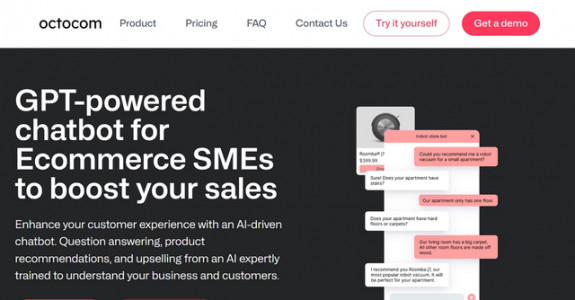 octocom
Product
Pricing
FAQ
Contact Us
Try it yourself
Get a demo
GPT-powered
chatbot for
Ecommerce SMEs
to boost your sales
Enhance your customer experience with an AI-driven
chatbot. Question answering, product
recommendations, and upselling from an AI expertly
trained to understand your business and customers.
Roomba® j7
$399.99
Robot store bot
Could you recommend me a robot
vacuum for a small apartment?
Sure! Does your apartment have
stairs?
Our apartment only has one floor.
Does your apartment have hard
floors or carpets?
Our living room has a big carpet.
All other room floors are made off
wood.
I recommend you Roomba j7, our
most popular robot vacuum. It will
be perfect for your apartment.